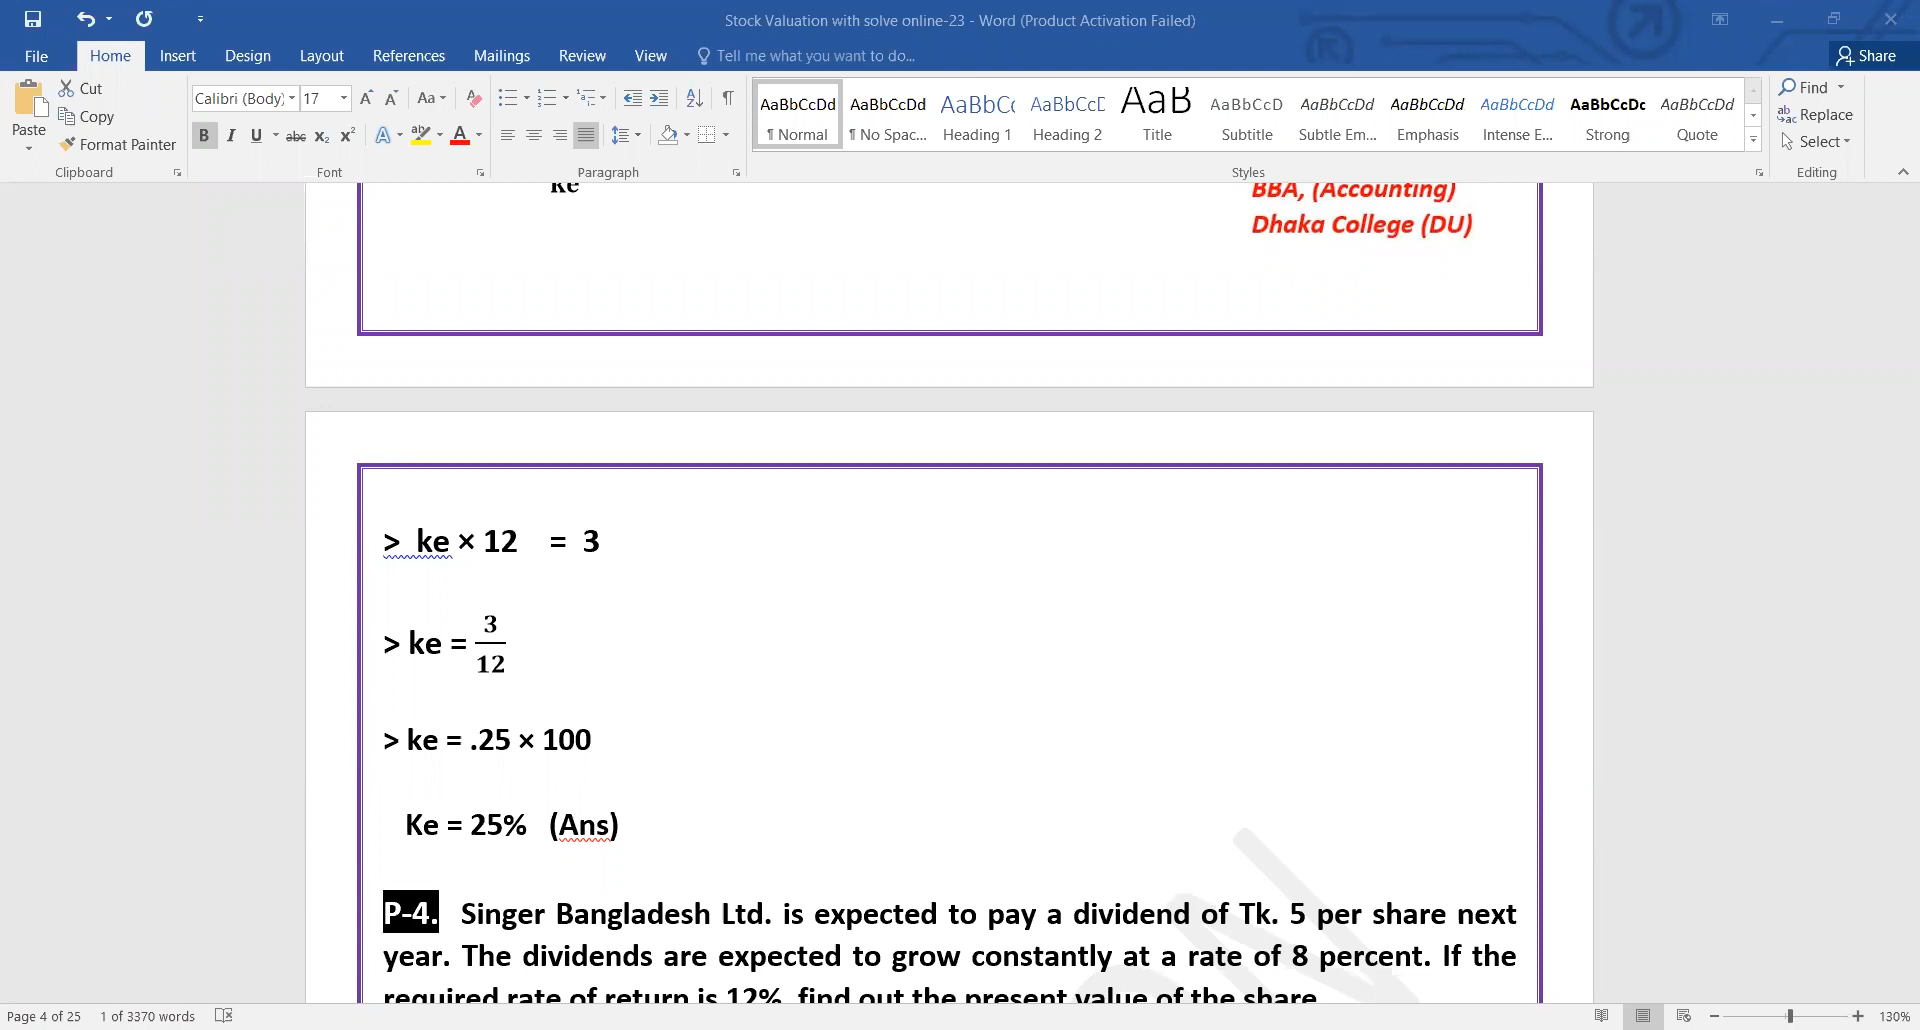 Stock Valuation with solve online-23 - Word (Product Activation Failed)
File Home Insert Design Layout References Mailings Review View Tell me what you want to do... Share
Paste Cut Copy Format Painter
Calibri (Body) 17 Aa
B I U abc x₂ x² A ab A
AaBbCcDd AaBbCcDd AaBbCc AaBbCcD AaB AaBbCcD AaBbCcDd AaBbCcDd AaBbCcDd AaBbCcDc AaBbCcDd
¶ Normal ¶ No Spac... Heading 1 Heading 2 Title Subtitle Subtle Em... Emphasis Intense E... Strong Quote
Find Replace Select
Clipboard Font Paragraph Styles Editing
ke
BBA, (Accounting)
Dhaka College (DU)
> ke × 12 = 3
> ke = 3/12
> ke = .25 × 100
Ke = 25% (Ans)
P-4. Singer Bangladesh Ltd. is expected to pay a dividend of Tk. 5 per share next
year. The dividends are expected to grow constantly at a rate of 8 percent. If the
required rate of return is 12%, find out the present value of the share.
Page 4 of 25 1 of 3370 words 130%